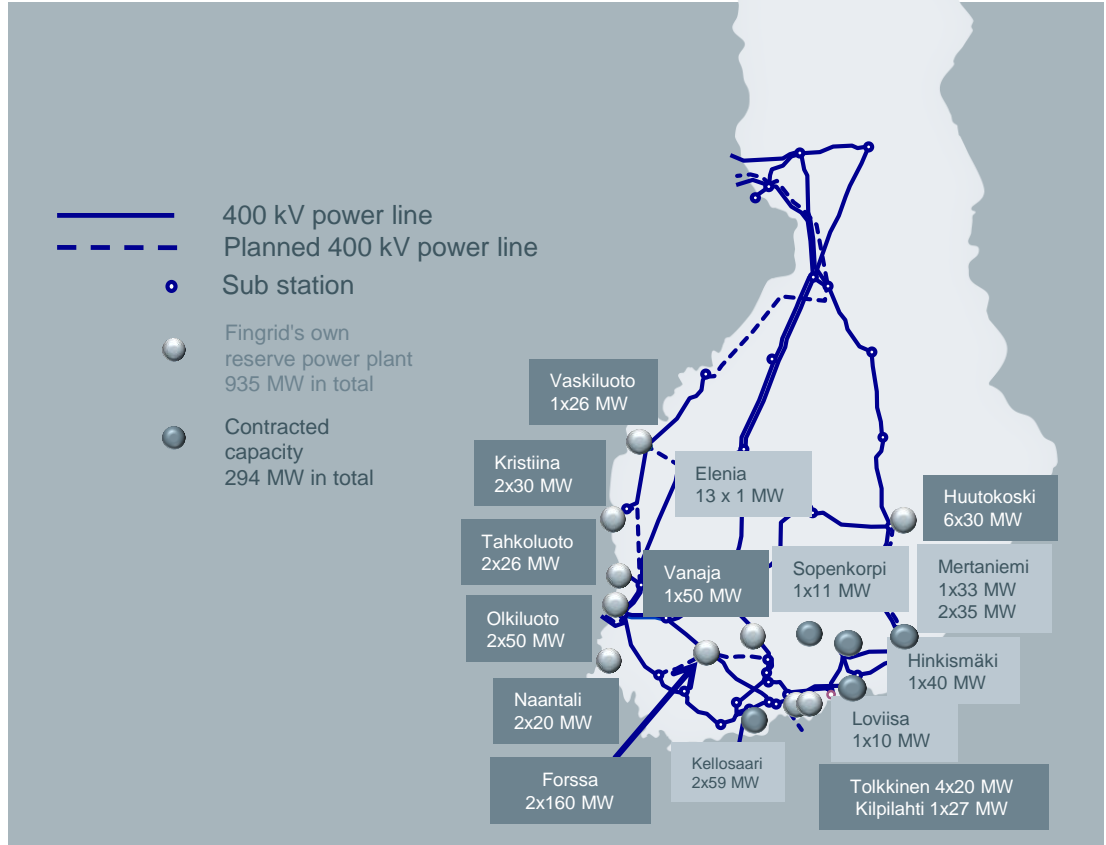 400 kV power line
Planned 400 kV power line
Sub station
Fingrid's own
reserve power plant
935 MW in total
Contracted
capacity
294 MW in total
Vaskiluoto
1x26 MW
Kristiina
2x30 MW
Elenia
13 x 1 MW
Huutokoski
6x30 MW
Tahkoluoto
2x26 MW
Vanaja
1x50 MW
Sopenkorpi
1x11 MW
Mertaniemi
1x33 MW
2x35 MW
Olkiluoto
2x50 MW
Hinkismäki
1x40 MW
Naantali
2x20 MW
Loviisa
1x10 MW
Forssa
2x160 MW
Kellosaari
2x59 MW
Tolkkinen 4x20 MW
Kilpilahti 1x27 MW